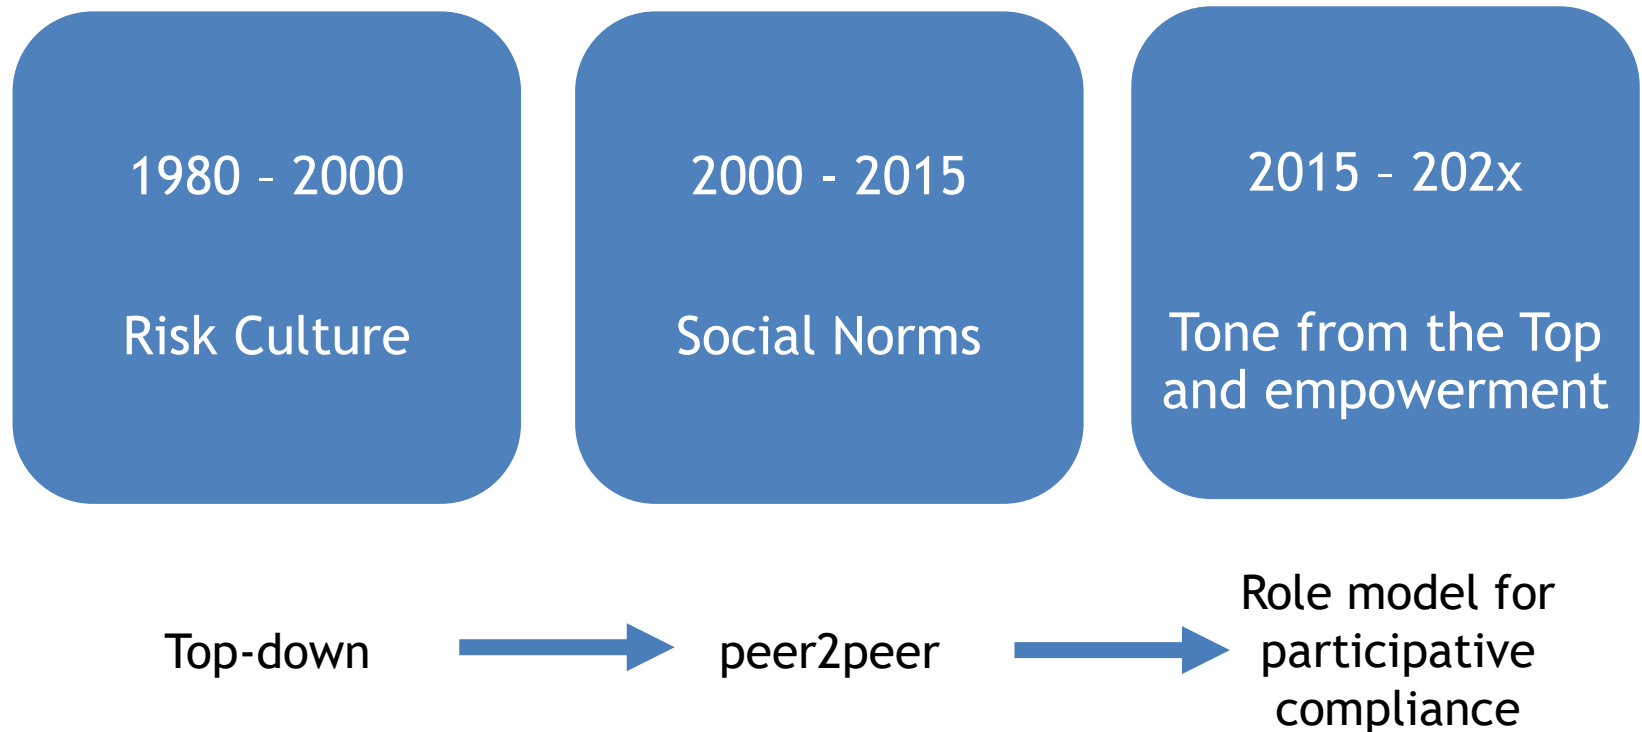 1980 – 2000
Risk Culture
2000 - 2015
Social Norms
2015 – 202x
Tone from the Top
and empowerment
Top-down
peer2peer
Role model for
participative
compliance